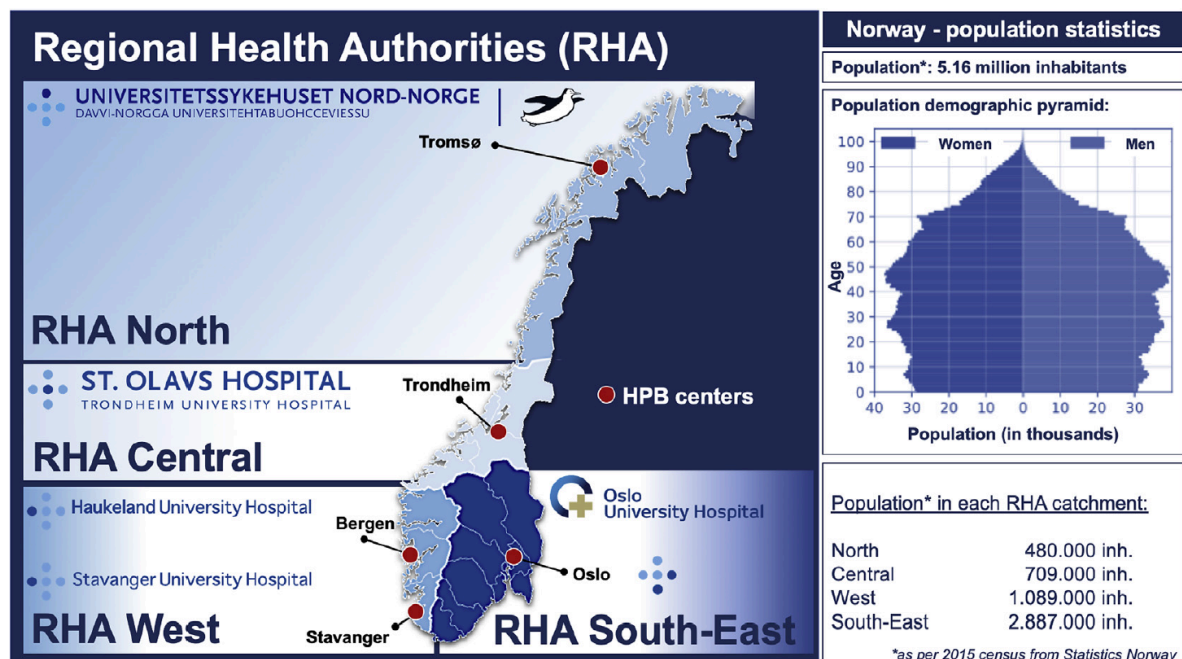 Regional Health Authorities (RHA)
UNIVERSITETSSYKEHUSET NORD-NORGE
DAVVI-NORGGA UNIVERSITEHTABUOHCCEVIESSU
Tromsø
RHA North
ST. OLAVS HOSPITAL
TRONDHEIM UNIVERSITY HOSPITAL
Trondheim
HPB centers
RHA Central
Haukeland University Hospital
Bergen
Stavanger University Hospital
RHA West
Stavanger
Oslo
University Hospital
Oslo
RHA South-East
Norway - population statistics
Population*: 5.16 million inhabitants
Population demographic pyramid:
Women
Men
100
90
80
70
60
50
40
30
20
10
0
Age
40 30 20 10 0 10 20 30
Population (in thousands)
Population* in each RHA catchment:
North 480.000 inh.
Central 709.000 inh.
West 1.089.000 inh.
South-East 2.887.000 inh.
*as per 2015 census from Statistics Norway